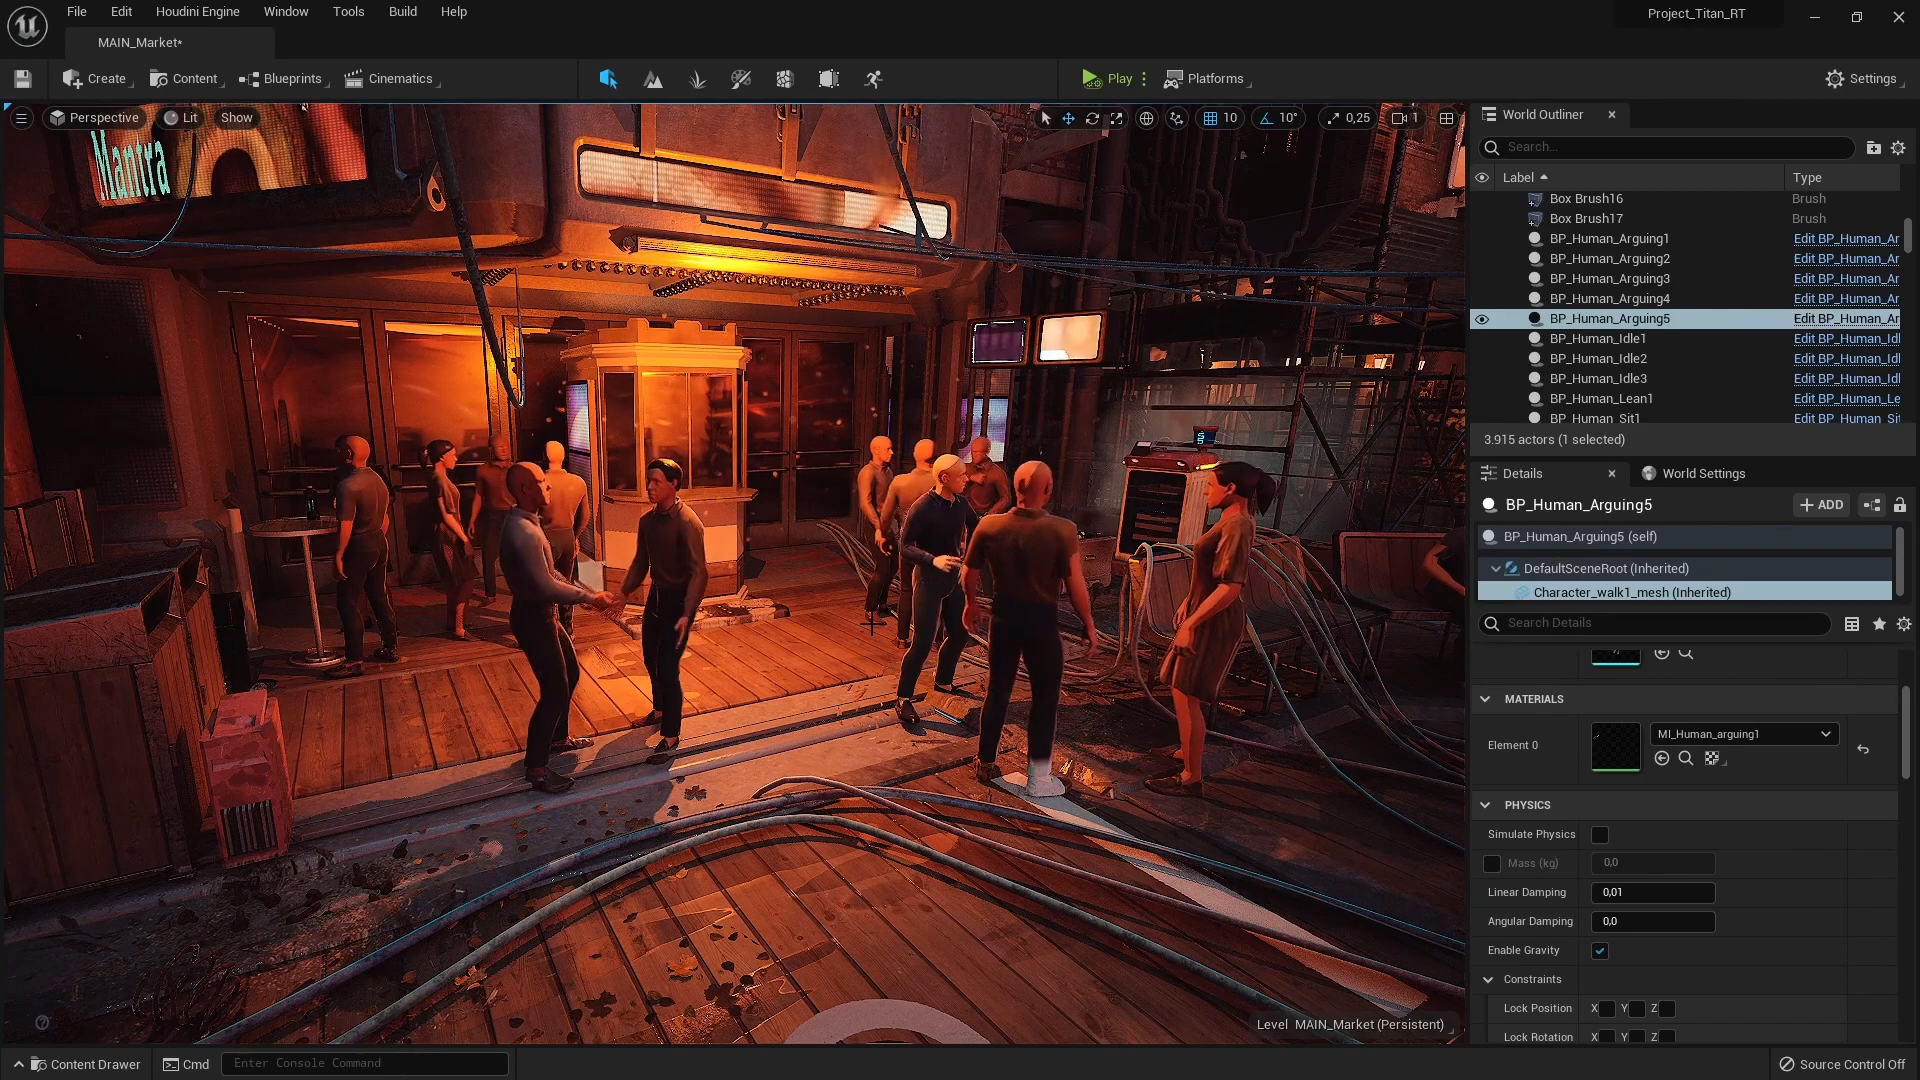 File Edit Houdini Engine Window Tools Build Help
Project_Titan_RT
MAIN_Market*
Create Content Blueprints Cinematics Play Platforms Settings
Perspective Lit Show 10 10° 0,25 1
Mantra
World Outliner
Search...
Label Type
Box Brush16 Brush
Box Brush17 Brush
BP_Human_Arguing1 Edit BP_Human_Ar
BP_Human_Arguing2 Edit BP_Human_Ar
BP_Human_Arguing3 Edit BP_Human_Ar
BP_Human_Arguing4 Edit BP_Human_Ar
BP_Human_Arguing5 Edit BP_Human_Ar
BP_Human_Idle1 Edit BP_Human_Idl
BP_Human_Idle2 Edit BP_Human_Idl
BP_Human_Idle3 Edit BP_Human_Idl
BP_Human_Lean1 Edit BP_Human_Le
BP_Human_Sit1 Edit BP_Human_Sit
3.915 actors (1 selected)
Details World Settings
BP_Human_Arguing5 ADD
BP_Human_Arguing5 (self)
DefaultSceneRoot (Inherited)
Character_walk1_mesh (Inherited)
Search Details
MATERIALS
Element 0 MI_Human_arguing1
PHYSICS
Simulate Physics
Mass (kg) 0,0
Linear Damping 0,01
Angular Damping 0,0
Enable Gravity
Constraints
Lock Position X Y Z
Lock Rotation X Y Z
Level MAIN_Market (Persistent)
Content Drawer Cmd Enter Console Command Source Control Off